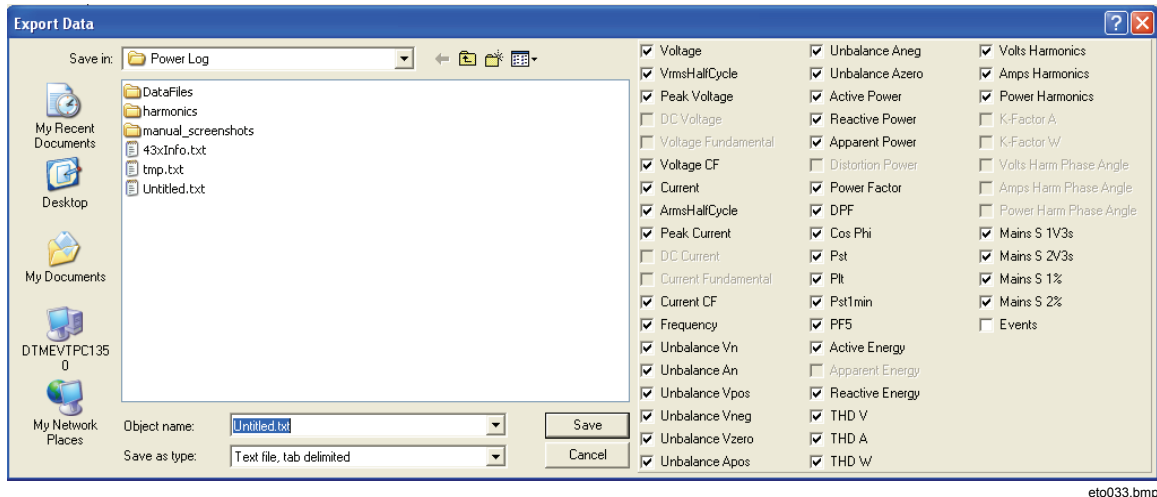 Export Data
Save in:
Power Log
My Recent
Documents
Desktop
My Documents
DTMEVTPC135
0
My Network
Places
DataFiles
harmonics
manual_screenshots
43xInfo.txt
tmp.txt
Untitled.txt
Object name:
Untitled.txt
Save
Save as type:
Text file, tab delimited
Cancel
Voltage
VrmsHalfCycle
Peak Voltage
DC Voltage
Voltage Fundamental
Voltage CF
Current
ArmsHalfCycle
Peak Current
DC Current
Current Fundamental
Current CF
Frequency
Unbalance Vn
Unbalance An
Unbalance Vpos
Unbalance Vneg
Unbalance Vzero
Unbalance Apos
Unbalance Aneg
Unbalance Azero
Active Power
Reactive Power
Apparent Power
Distortion Power
Power Factor
DPF
Cos Phi
Pst
Plt
Pst1min
PF5
Active Energy
Apparent Energy
Reactive Energy
THD V
THD A
THD W
Volts Harmonics
Amps Harmonics
Power Harmonics
K-Factor A
K-Factor W
Volts Harm Phase Angle
Amps Harm Phase Angle
Power Harm Phase Angle
Mains S 1V3s
Mains S 2V3s
Mains S 1%
Mains S 2%
Events
eto033.bmp